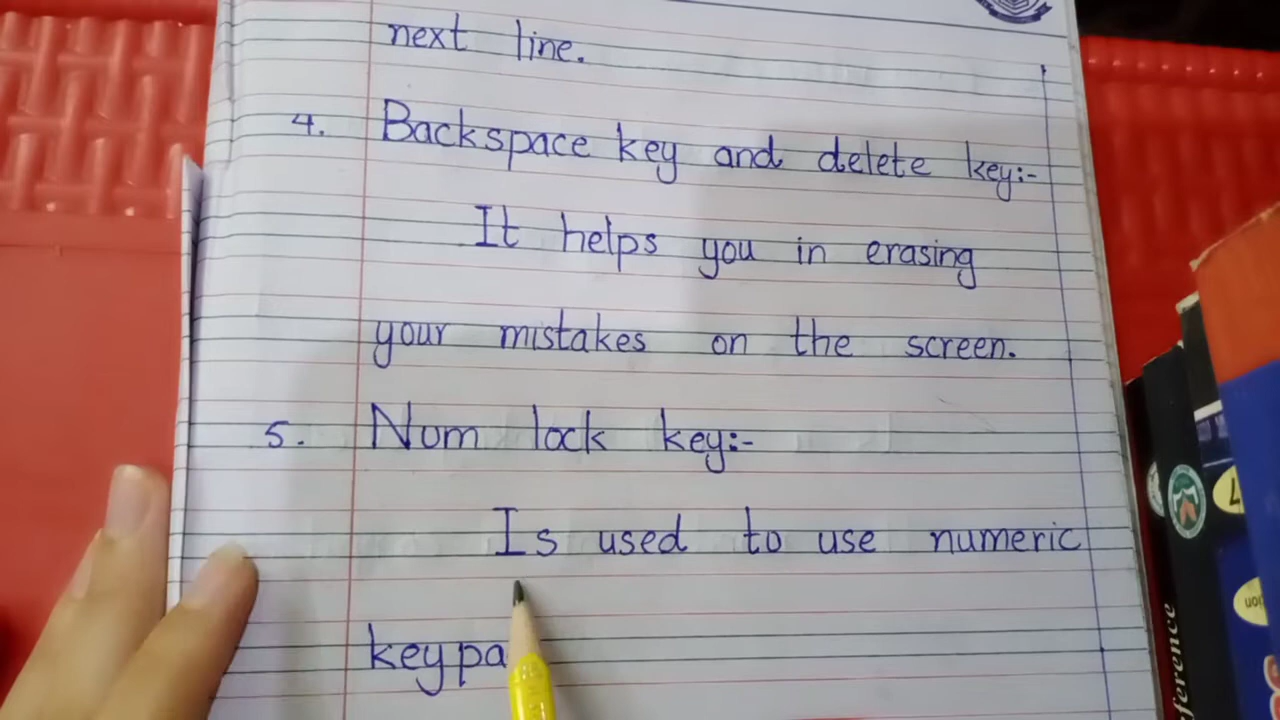 next line.
4. Backspace key and delete key:-
It helps you in erasing
your mistakes on the screen.
5. Num lock key:-
Is used to use numeric
keypa
ference